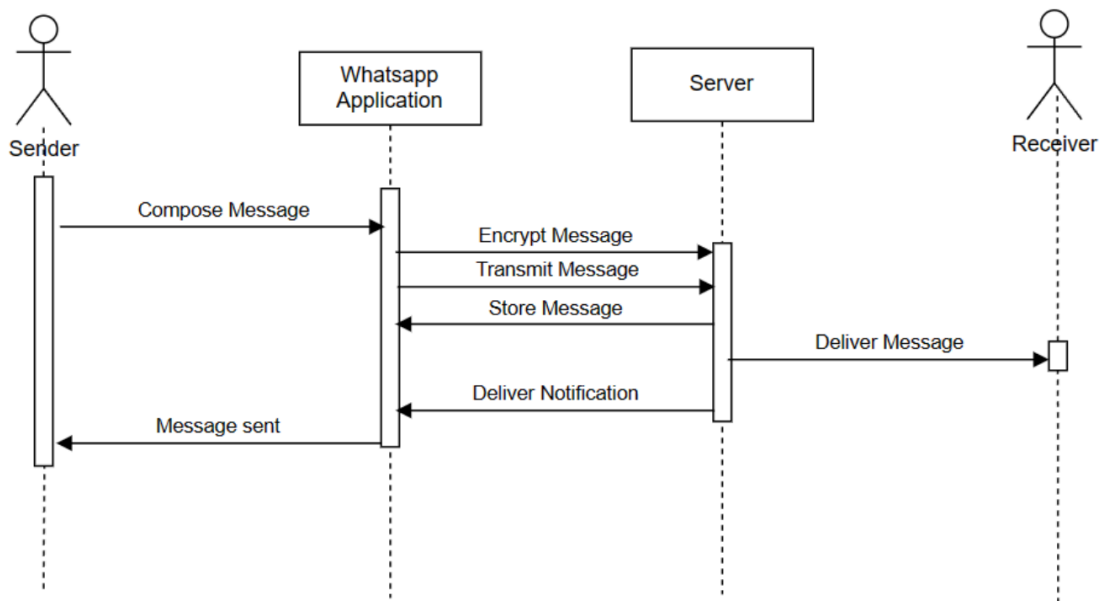 Whatsapp
Application
Server
Sender
Receiver
Compose Message
Encrypt Message
Transmit Message
Store Message
Deliver Message
Deliver Notification
Message sent